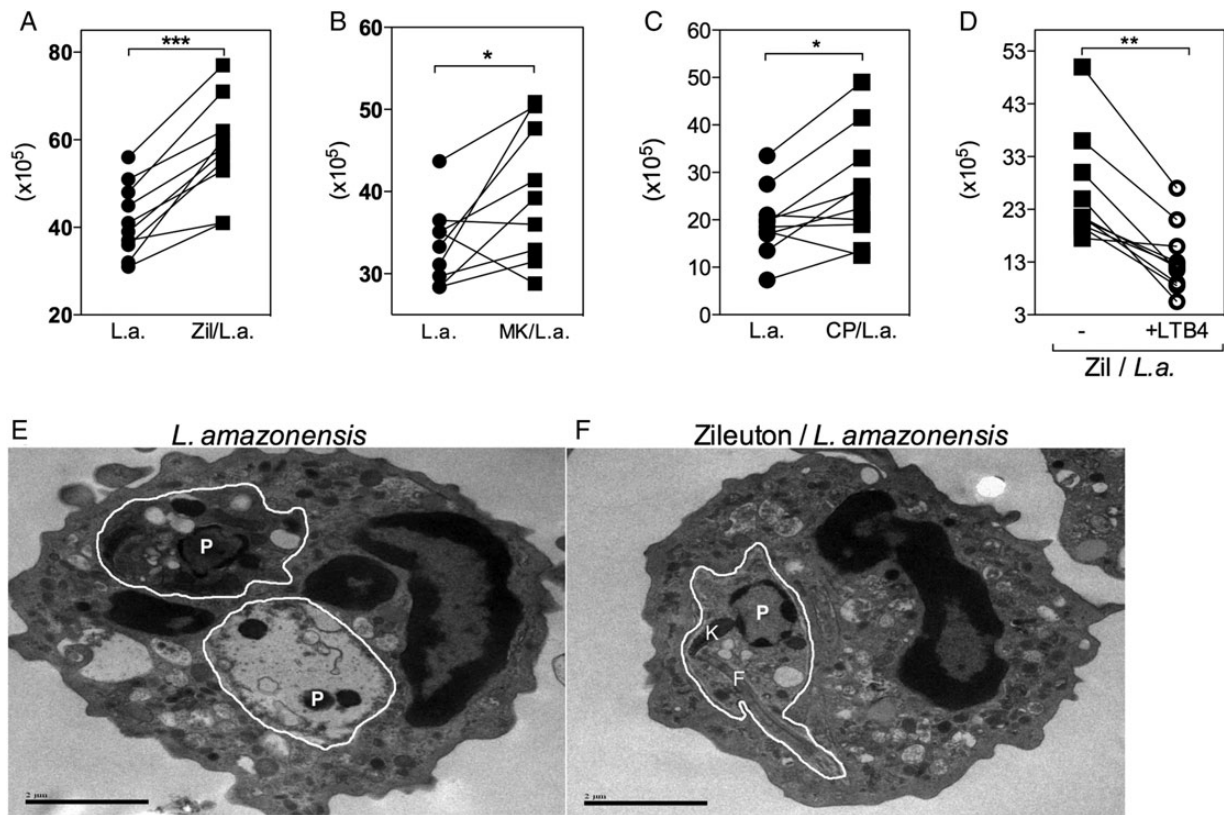 A
(x10⁵)
80
60
40
20
***
L.a. Zil/L.a.
B
(x10⁵)
60
50
40
30
*
L.a. MK/L.a.
C
(x10⁵)
60
50
40
30
20
10
0
*
L.a. CP/L.a.
D
(x10⁵)
53
43
33
23
13
3
**
- +LTB4
Zil / L.a.
E L. amazonensis
P
P
2 µm
F Zileuton / L. amazonensis
P
K
F
2 µm